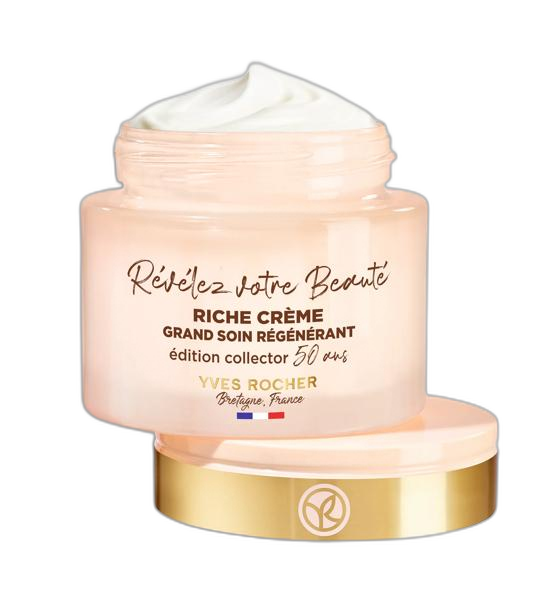 Révélez votre Beauté
RICHE CRÈME
GRAND SOIN RÉGÉNÉRANT
édition collector 50 ans
YVES ROCHER
Bretagne, France